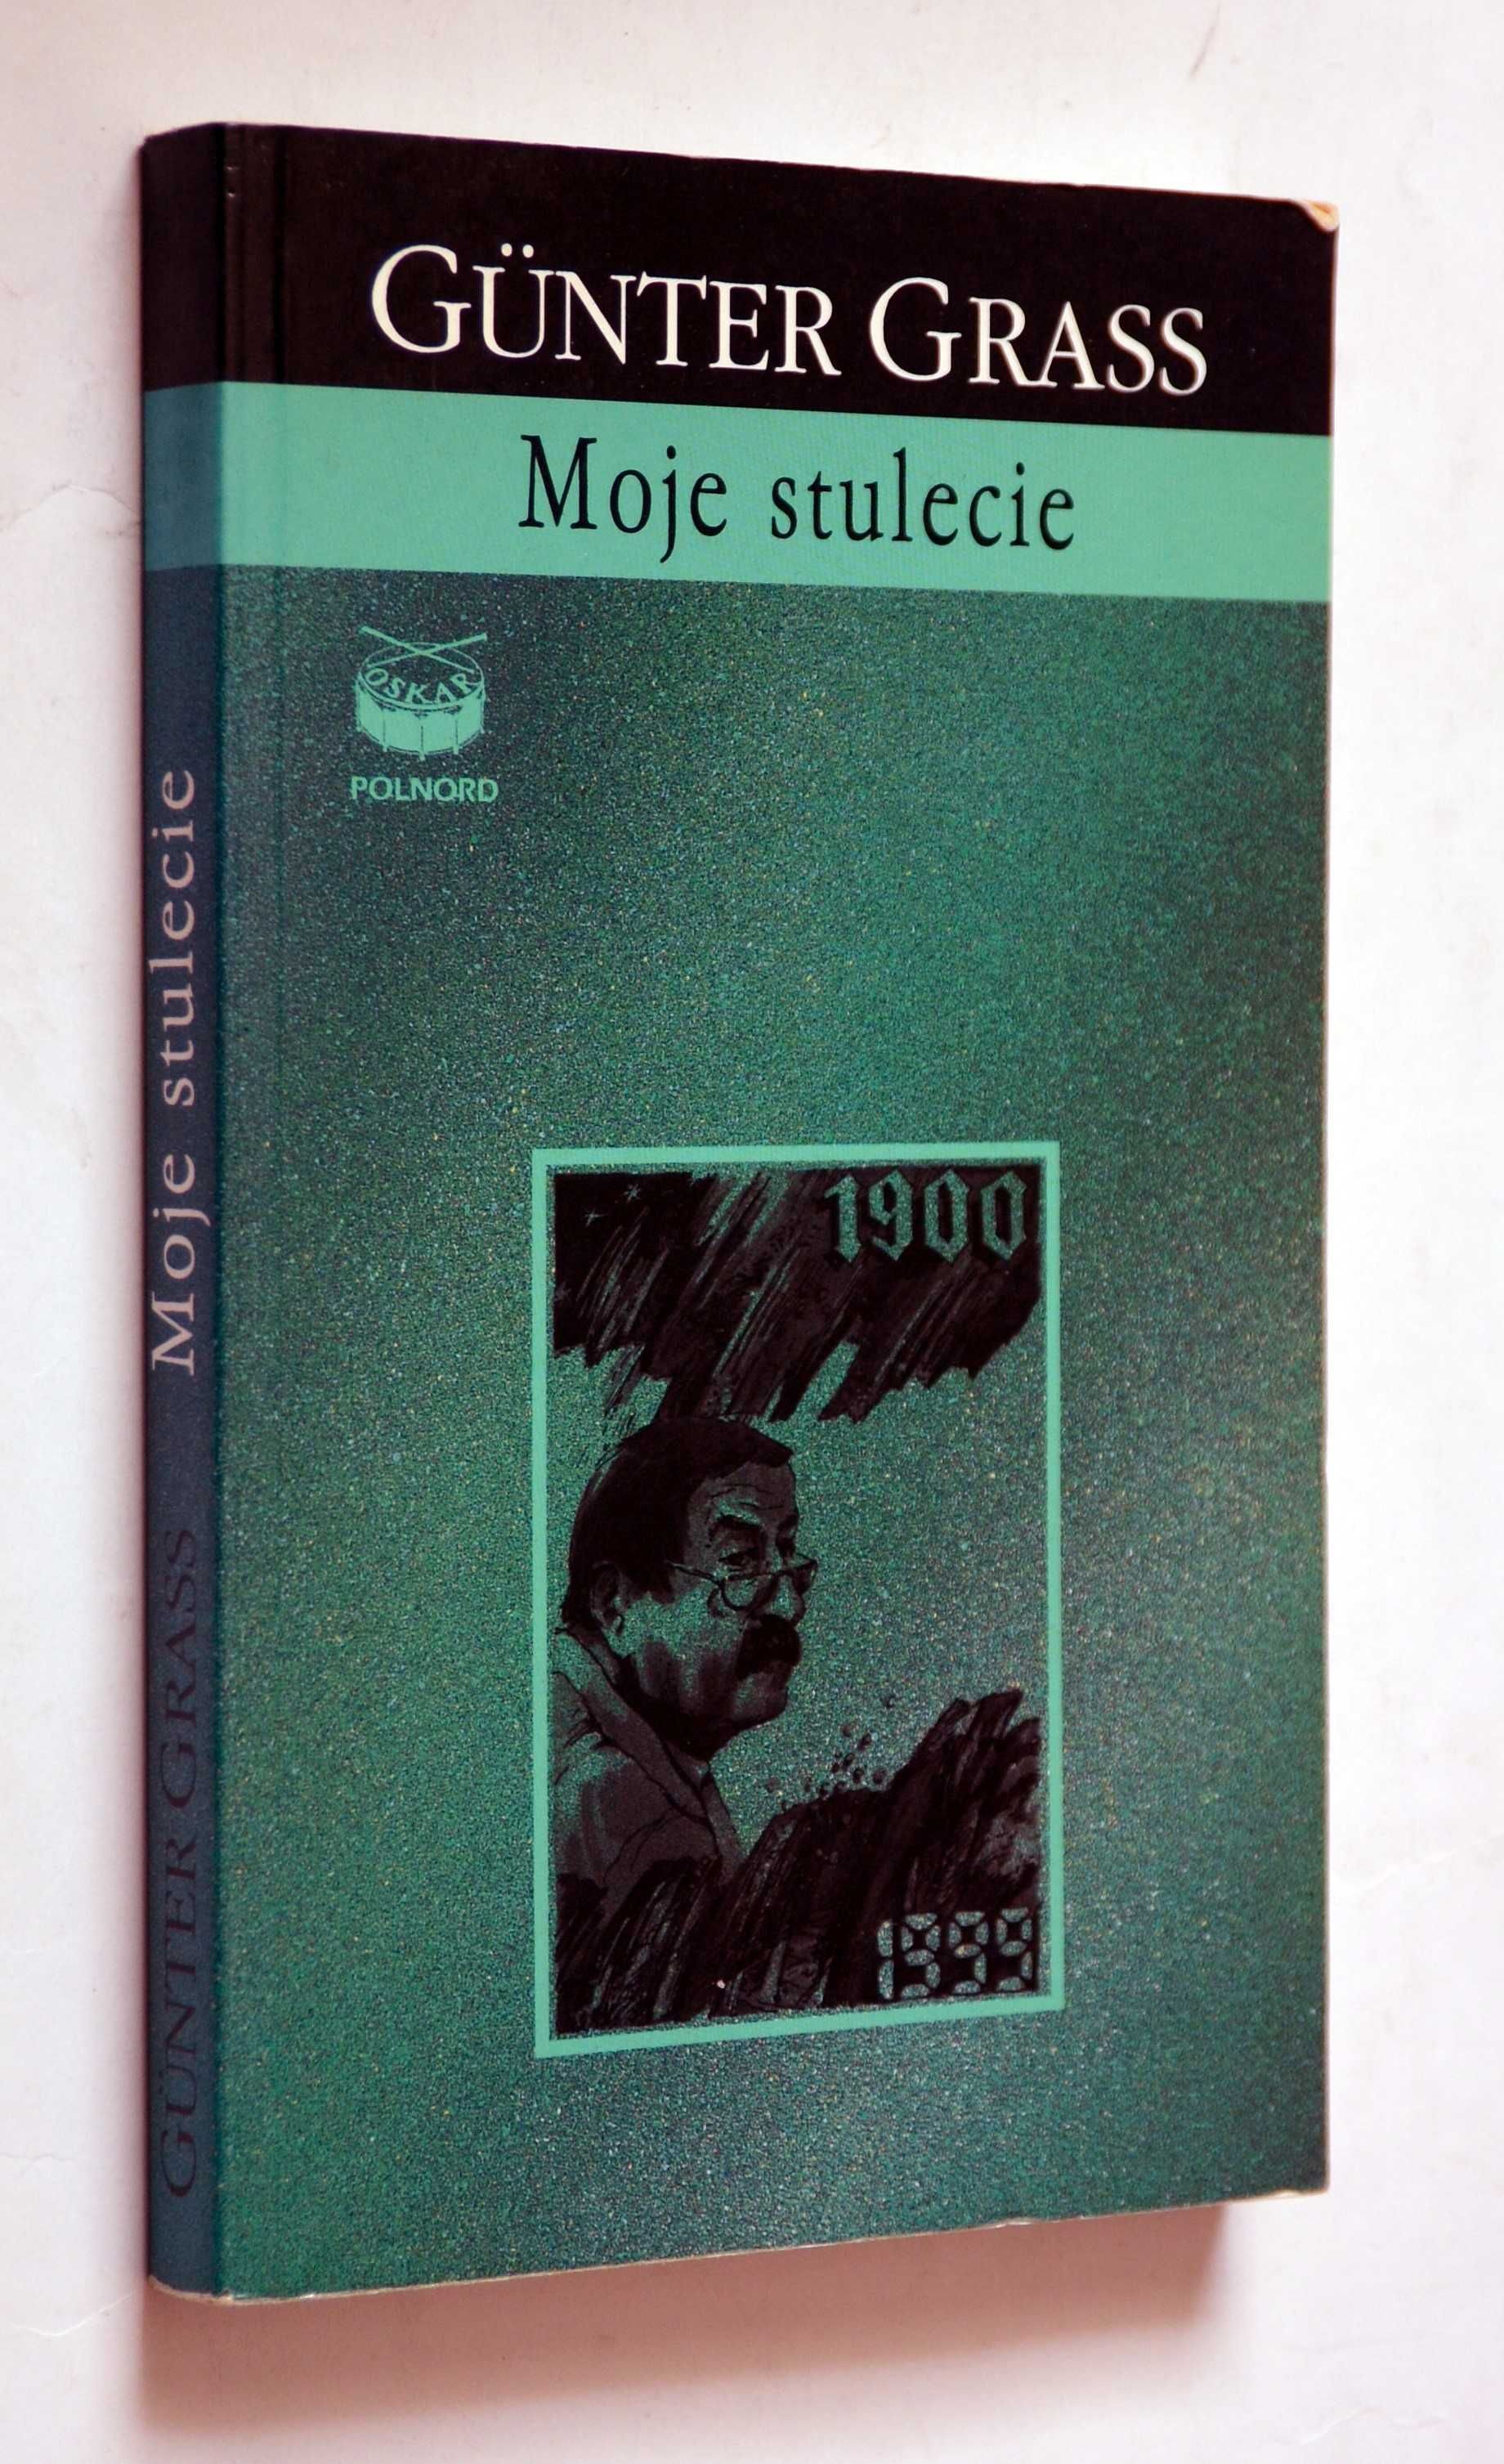 GÜNTER GRASS
Moje stulecie
OSKAR
POLNORD
1900
1999
GÜNTER GRASS Moje stulecie